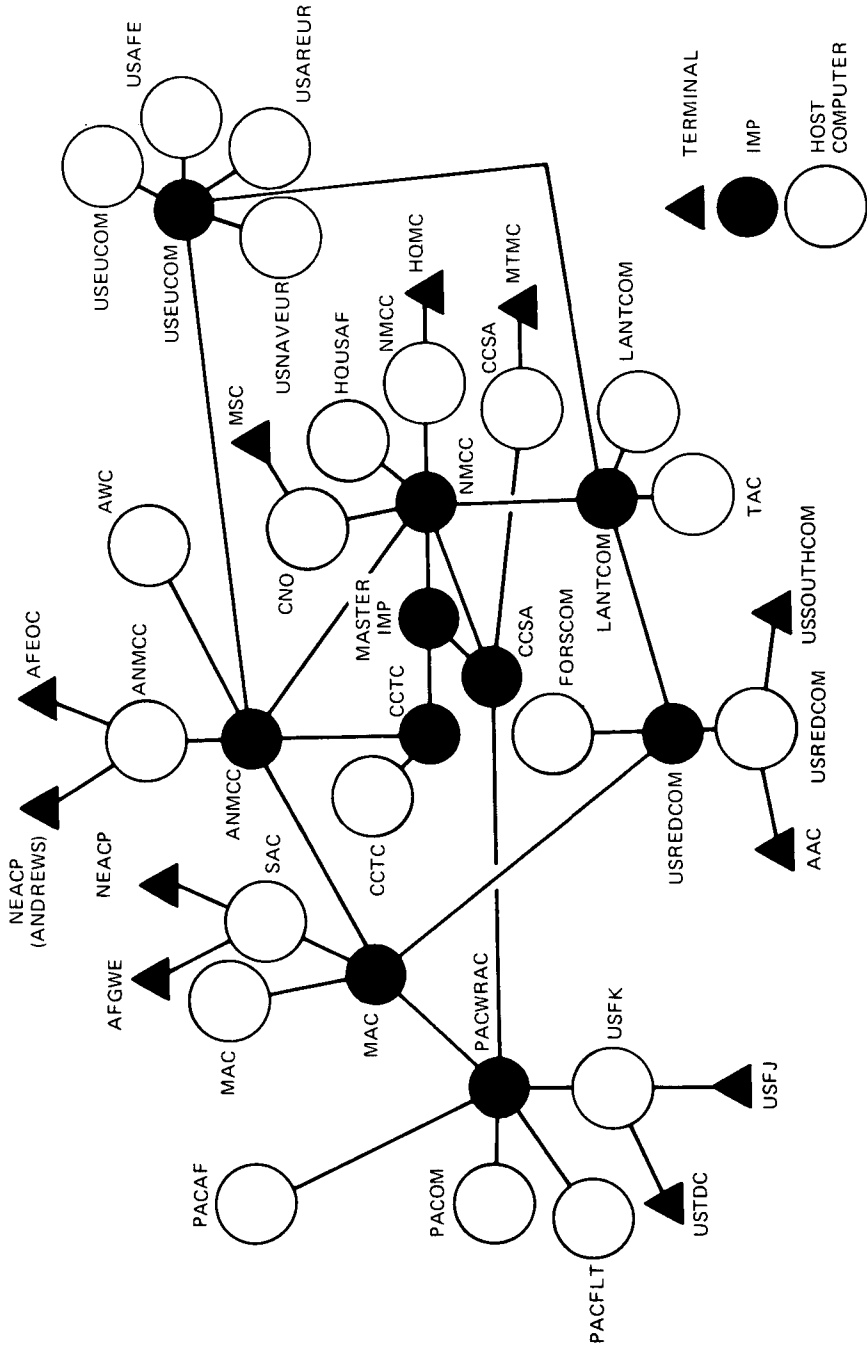 NEACP
(ANDREWS)
AFEOC
ANMCC
AWC
USEUCOM
USAFE
USAREUR
USEUCOM
USNAVEUR
AFGWE
NEACP
SAC
MAC
ANMCC
MSC
CNO
HQUSAF
NMCC
HQMC
MAC
CCTC
CCTC
MASTER
IMP
NMCC
CCSA
MTMC
PACAF
PACWRAC
CCSA
PACOM
PACFLT
USFK
USTDC
USFJ
FORSCOM
USREDCOM
USREDCOM
AAC
USSOUTHCOM
LANTCOM
LANTCOM
TAC
TERMINAL
IMP
HOST
COMPUTER